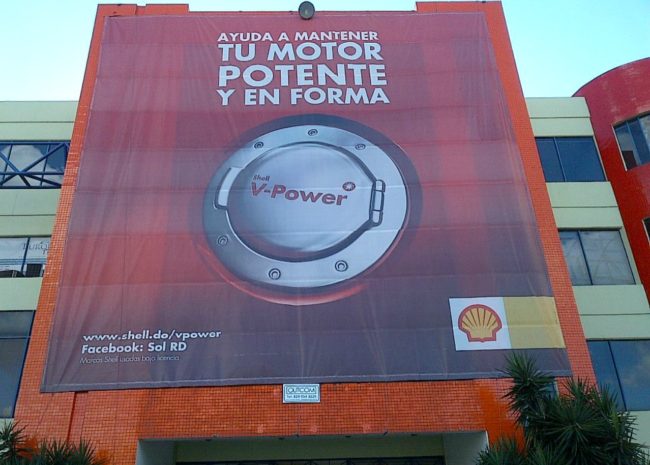 AYUDA A MANTENER
TU MOTOR
POTENTE
Y EN FORMA
Shell
V-Power
www.shell.do/vpower
Facebook: Sol RD
Marcas Shell usadas bajo licencia
OUTCOM